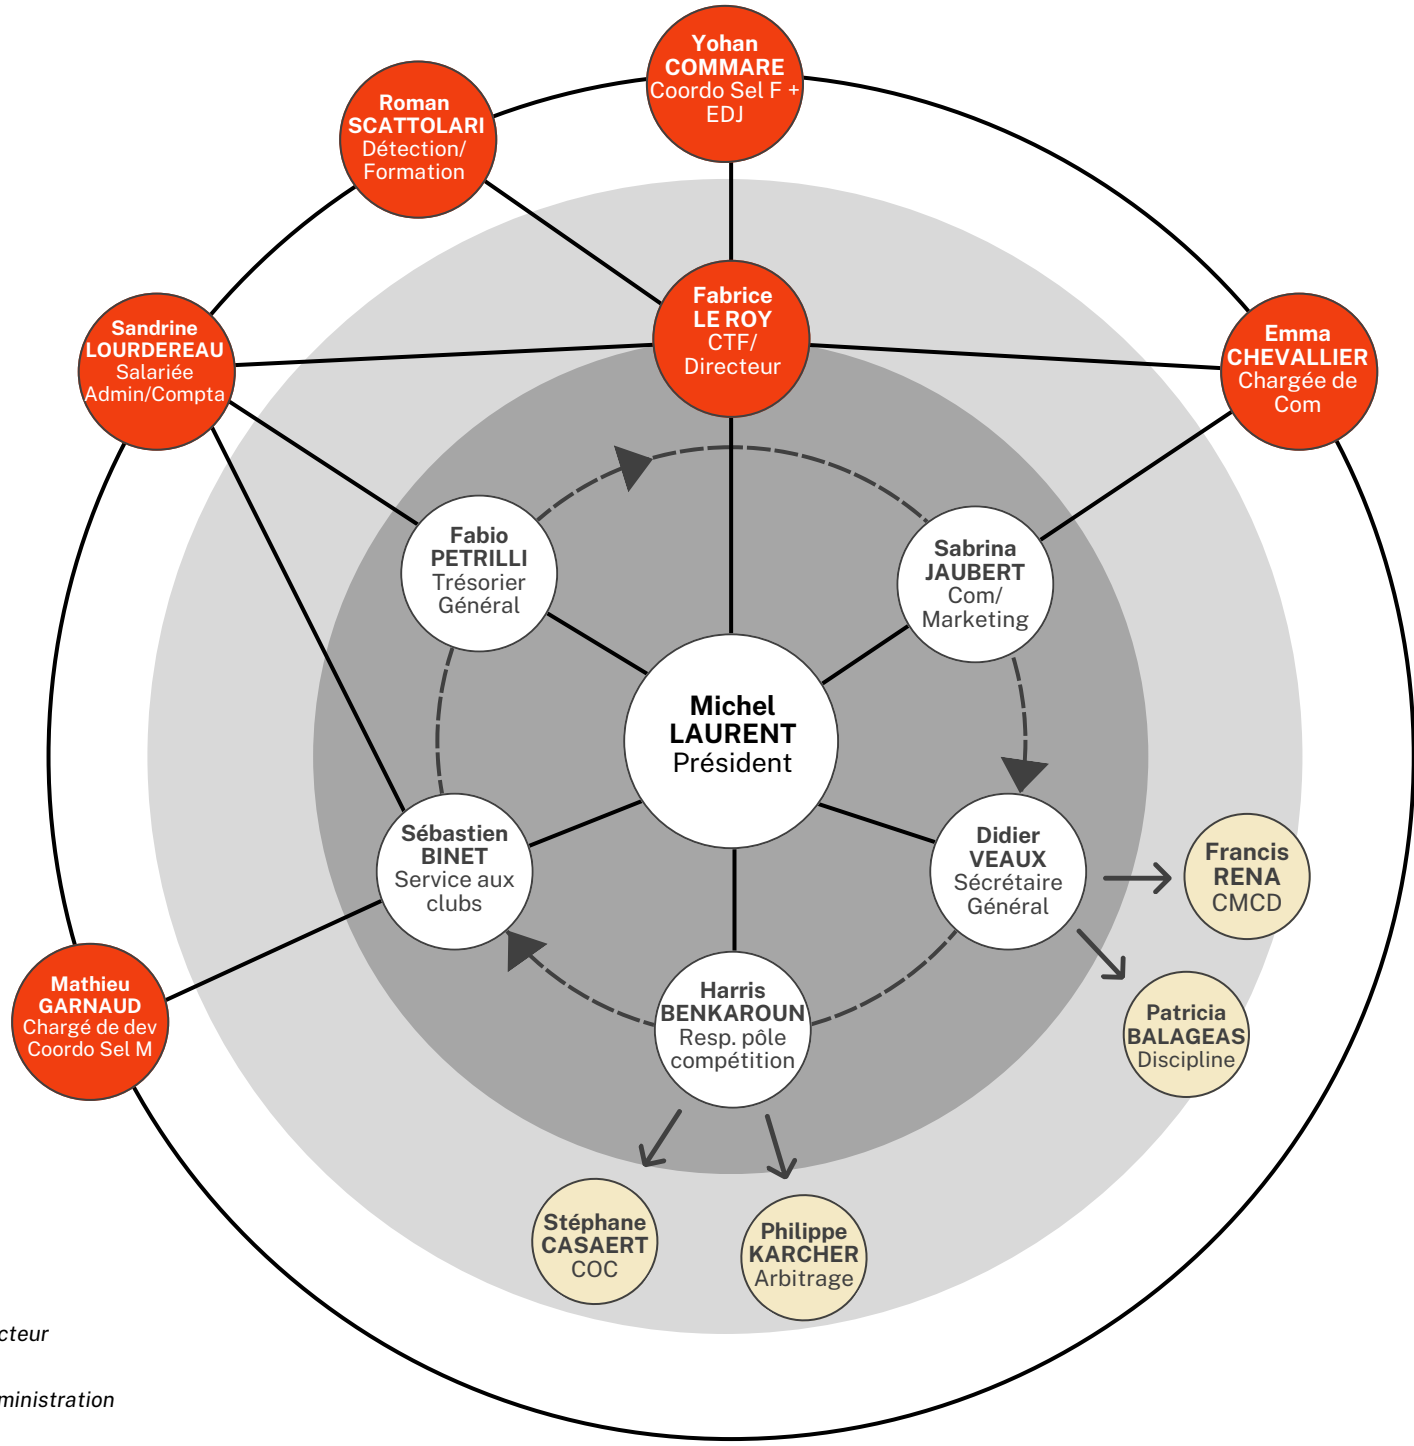 Yohan
COMMARE
Coordo Sel F +
EDJ
Roman
SCATTOLARI
Détection/
Formation
Fabrice
LE ROY
CTF/
Directeur
Sandrine
LOURDEREAU
Salariée
Admin/Compta
Emma
CHEVALLIER
Chargée de
Com
Fabio
PETRILLI
Trésorier
Général
Sabrina
JAUBERT
Com/
Marketing
Michel
LAURENT
Président
Sébastien
BINET
Service aux
clubs
Didier
VEAUX
Sécrétaire
Général
Francis
RENA
CMCD
Mathieu
GARNAUD
Chargé de dev
Coordo Sel M
Harris
BENKAROUN
Resp. pôle
compétition
Patricia
BALAGEAS
Discipline
Stéphane
CASAERT
COC
Philippe
KARCHER
Arbitrage
cteur
ministration